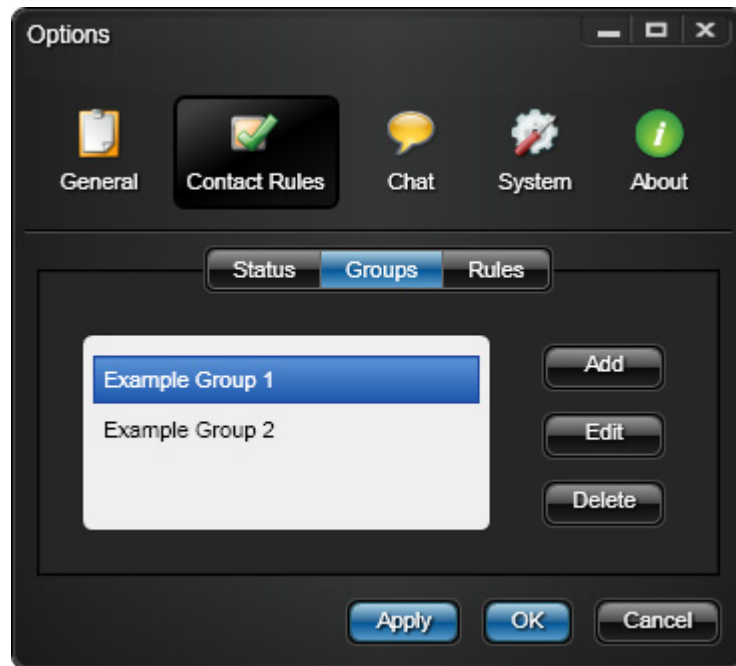 Options
General Contact Rules Chat System About
Status Groups Rules
Example Group 1
Example Group 2
Add
Edit
Delete
Apply OK Cancel